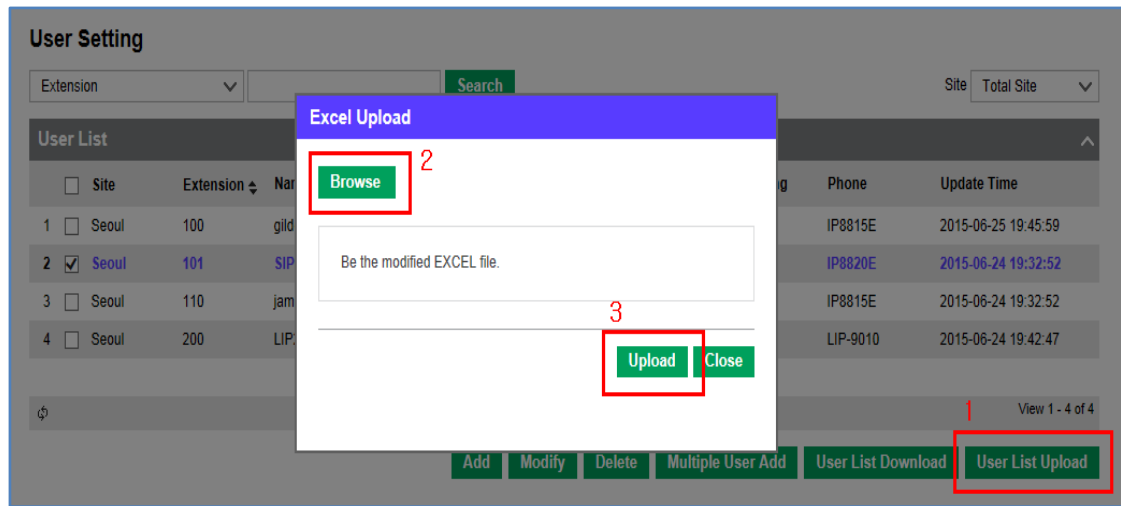 User Setting
Extension Search Site Total Site
Excel Upload
User List
2
Browse
Site Extension Phone Update Time
1 Seoul 100 gild IP8815E 2015-06-25 19:45:59
2 Seoul 101 SIP IP8820E 2015-06-24 19:32:52
Be the modified EXCEL file.
3 Seoul 110 jam IP8815E 2015-06-24 19:32:52
3
4 Seoul 200 LIP LIP-9010 2015-06-24 19:42:47
Upload Close
1 View 1 - 4 of 4
Add Modify Delete Multiple User Add User List Download User List Upload